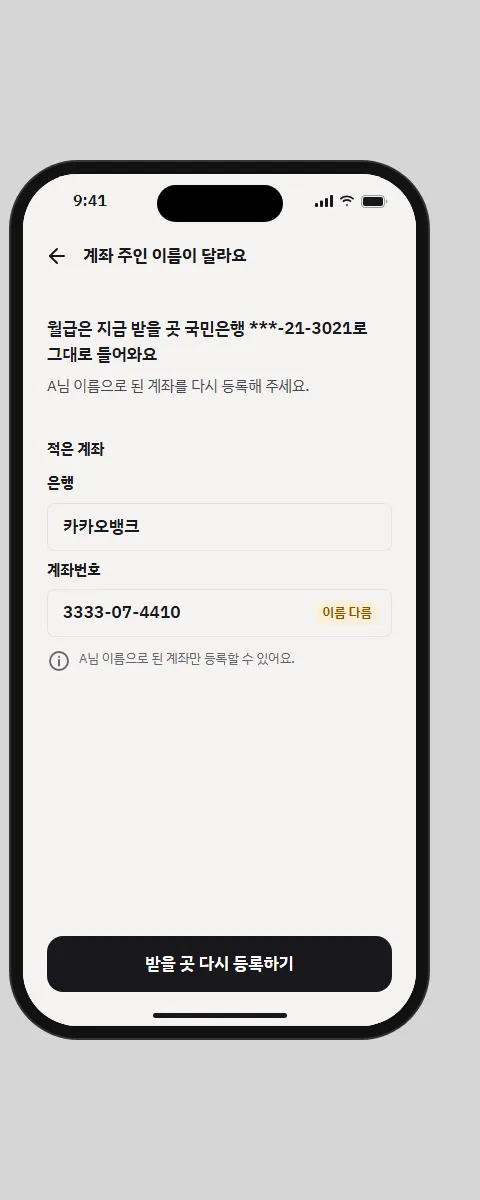 9:41
계좌 주인 이름이 달라요
월급은 지금 받을 곳 국민은행 ***-21-3021로
그대로 들어와요
A님 이름으로 된 계좌를 다시 등록해 주세요.
적은 계좌
은행
카카오뱅크
계좌번호
3333-07-4410
이름 다름
A님 이름으로 된 계좌만 등록할 수 있어요.
받을 곳 다시 등록하기